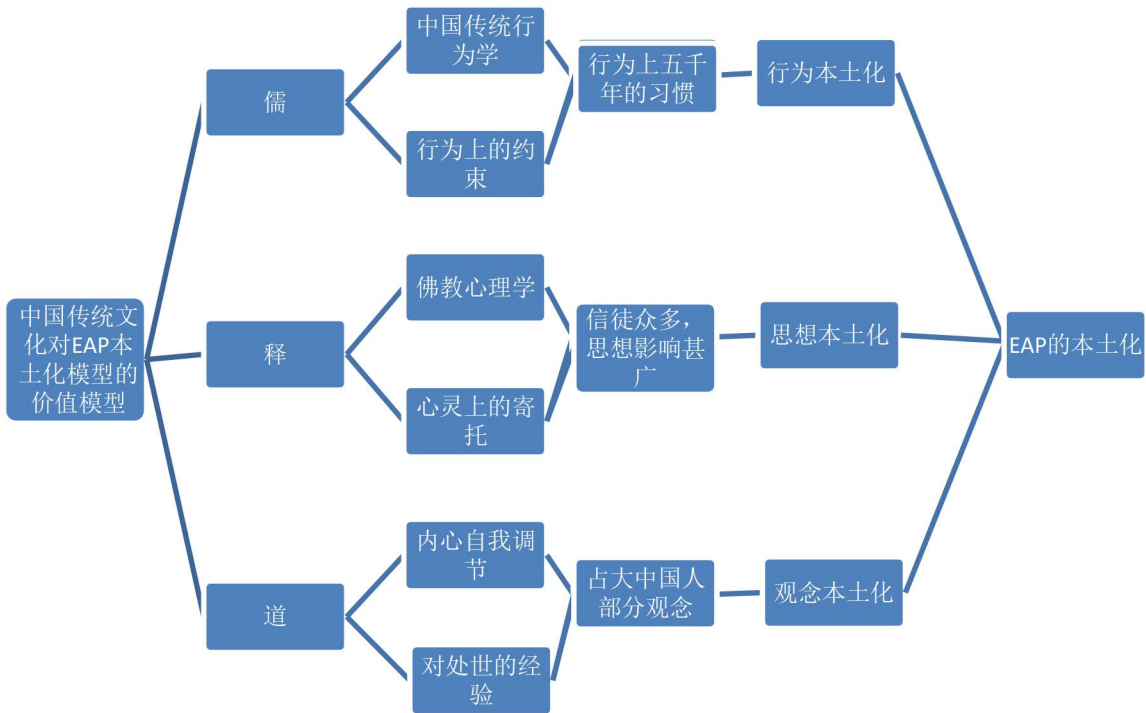 中国传统文
化对EAP本
土化模型的
价值模型
儒
中国传统行
为学
行为上的约
束
行为上五千
年的习惯
行为本土化
释
佛教心理学
心灵上的寄
托
信徒众多，
思想影响甚
广
思想本土化
道
内心自我调
节
对处世的经
验
占大中国人
部分观念
观念本土化
EAP的本土化